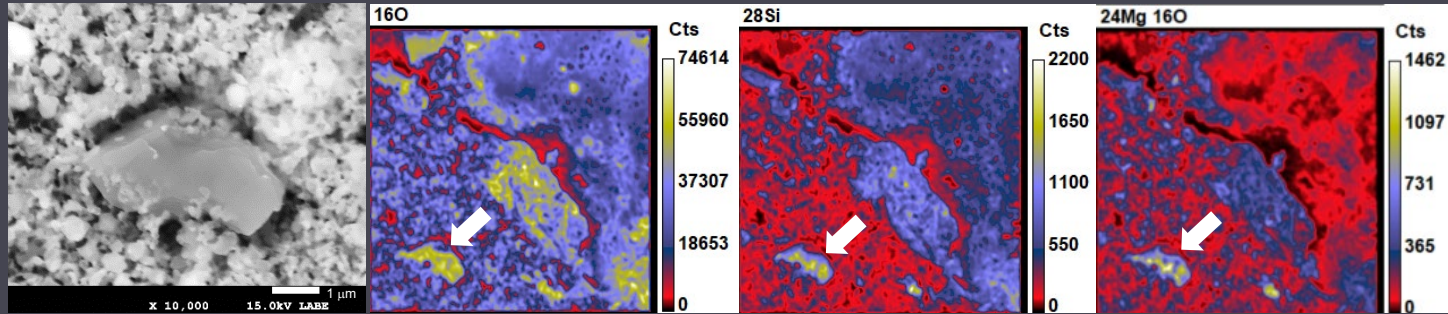 1 μm
X 10,000 15.0kV LABE
16O
Cts
74614
55960
37307
18653
0
28Si
Cts
2200
1650
1100
550
0
24Mg 16O
Cts
1462
1097
731
365
0